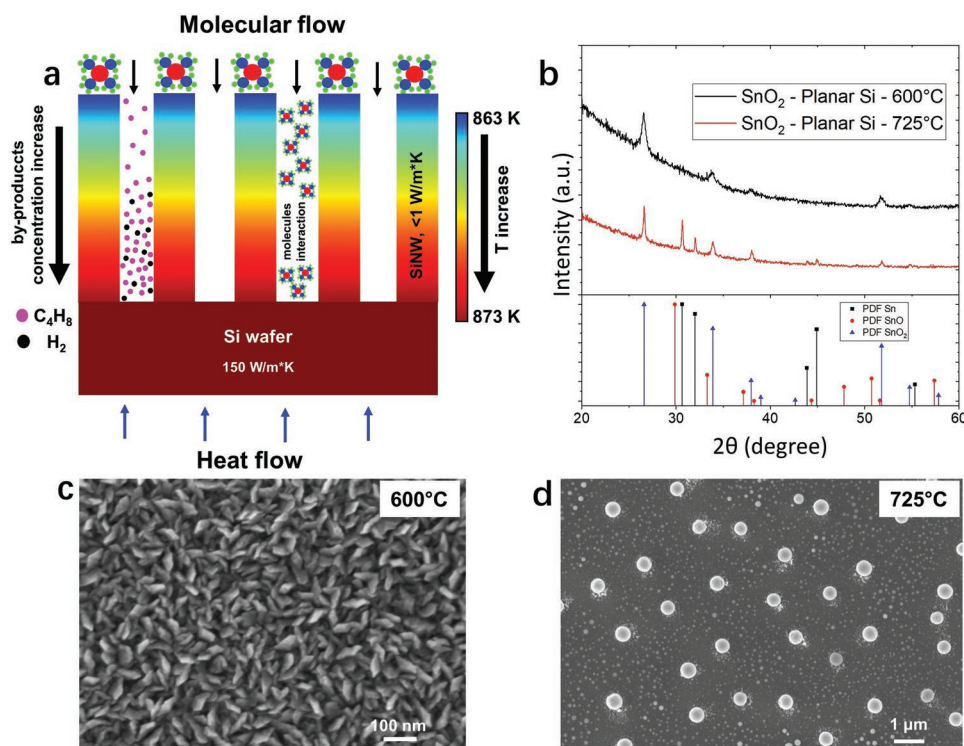 Molecular flow
a
by-produccts
concentration increase
molecules
interaction
SiNW, <1 W/m*K
863 K
T increase
873 K
C₄H₈
H₂
Si wafer
150 W/m*K
Heat flow
b
SnO₂ - Planar Si - 600°C
SnO₂ - Planar Si - 725°C
Intensity (a.u.)
PDF Sn
PDF SnO
PDF SnO₂
20 30 40 50 60
2θ (degree)
c
600°C
100 nm
d
725°C
1 µm